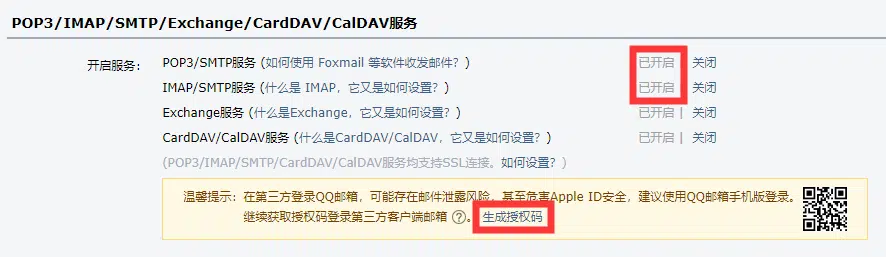 POP3/IMAP/SMTP/Exchange/CardDAV/CalDAV服务
开启服务： POP3/SMTP服务 (如何使用 Foxmail 等软件收发邮件？) 已开启 | 关闭
IMAP/SMTP服务 (什么是 IMAP，它又是如何设置？) 已开启 | 关闭
Exchange服务 (什么是Exchange，它又是如何设置？) 已开启 | 关闭
CardDAV/CalDAV服务 (什么是CardDAV/CalDAV，它又是如何设置？) 已开启 | 关闭
(POP3/IMAP/SMTP/CardDAV/CalDAV服务均支持SSL连接。如何设置？)
温馨提示：在第三方登录QQ邮箱，可能存在邮件泄露风险，甚至危害Apple ID安全，建议使用QQ邮箱手机版登录。
继续获取授权码登录第三方客户端邮箱 ?。 生成授权码